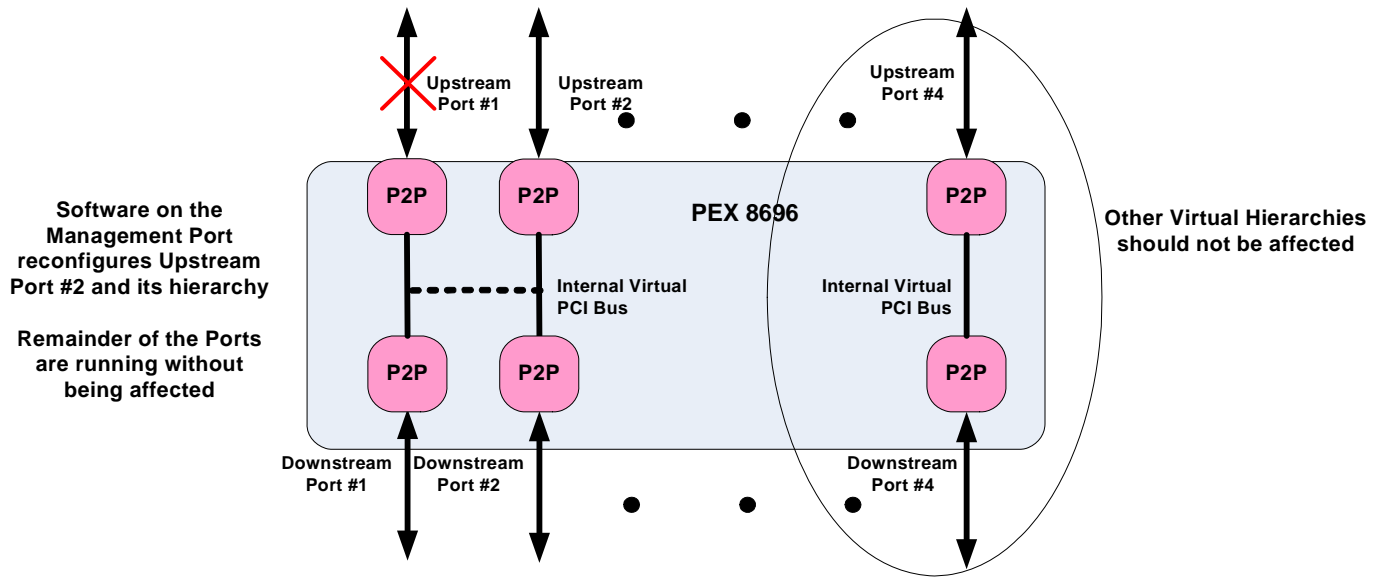 Upstream
Port #1
Upstream
Port #2
Upstream
Port #4
P2P
P2P
P2P
PEX 8696
Software on the
Management Port
reconfigures Upstream
Port #2 and its hierarchy
Remainder of the Ports
are running without
being affected
Other Virtual Hierarchies
should not be affected
Internal Virtual
PCI Bus
Internal Virtual
PCI Bus
P2P
P2P
P2P
Downstream
Port #1
Downstream
Port #2
Downstream
Port #4